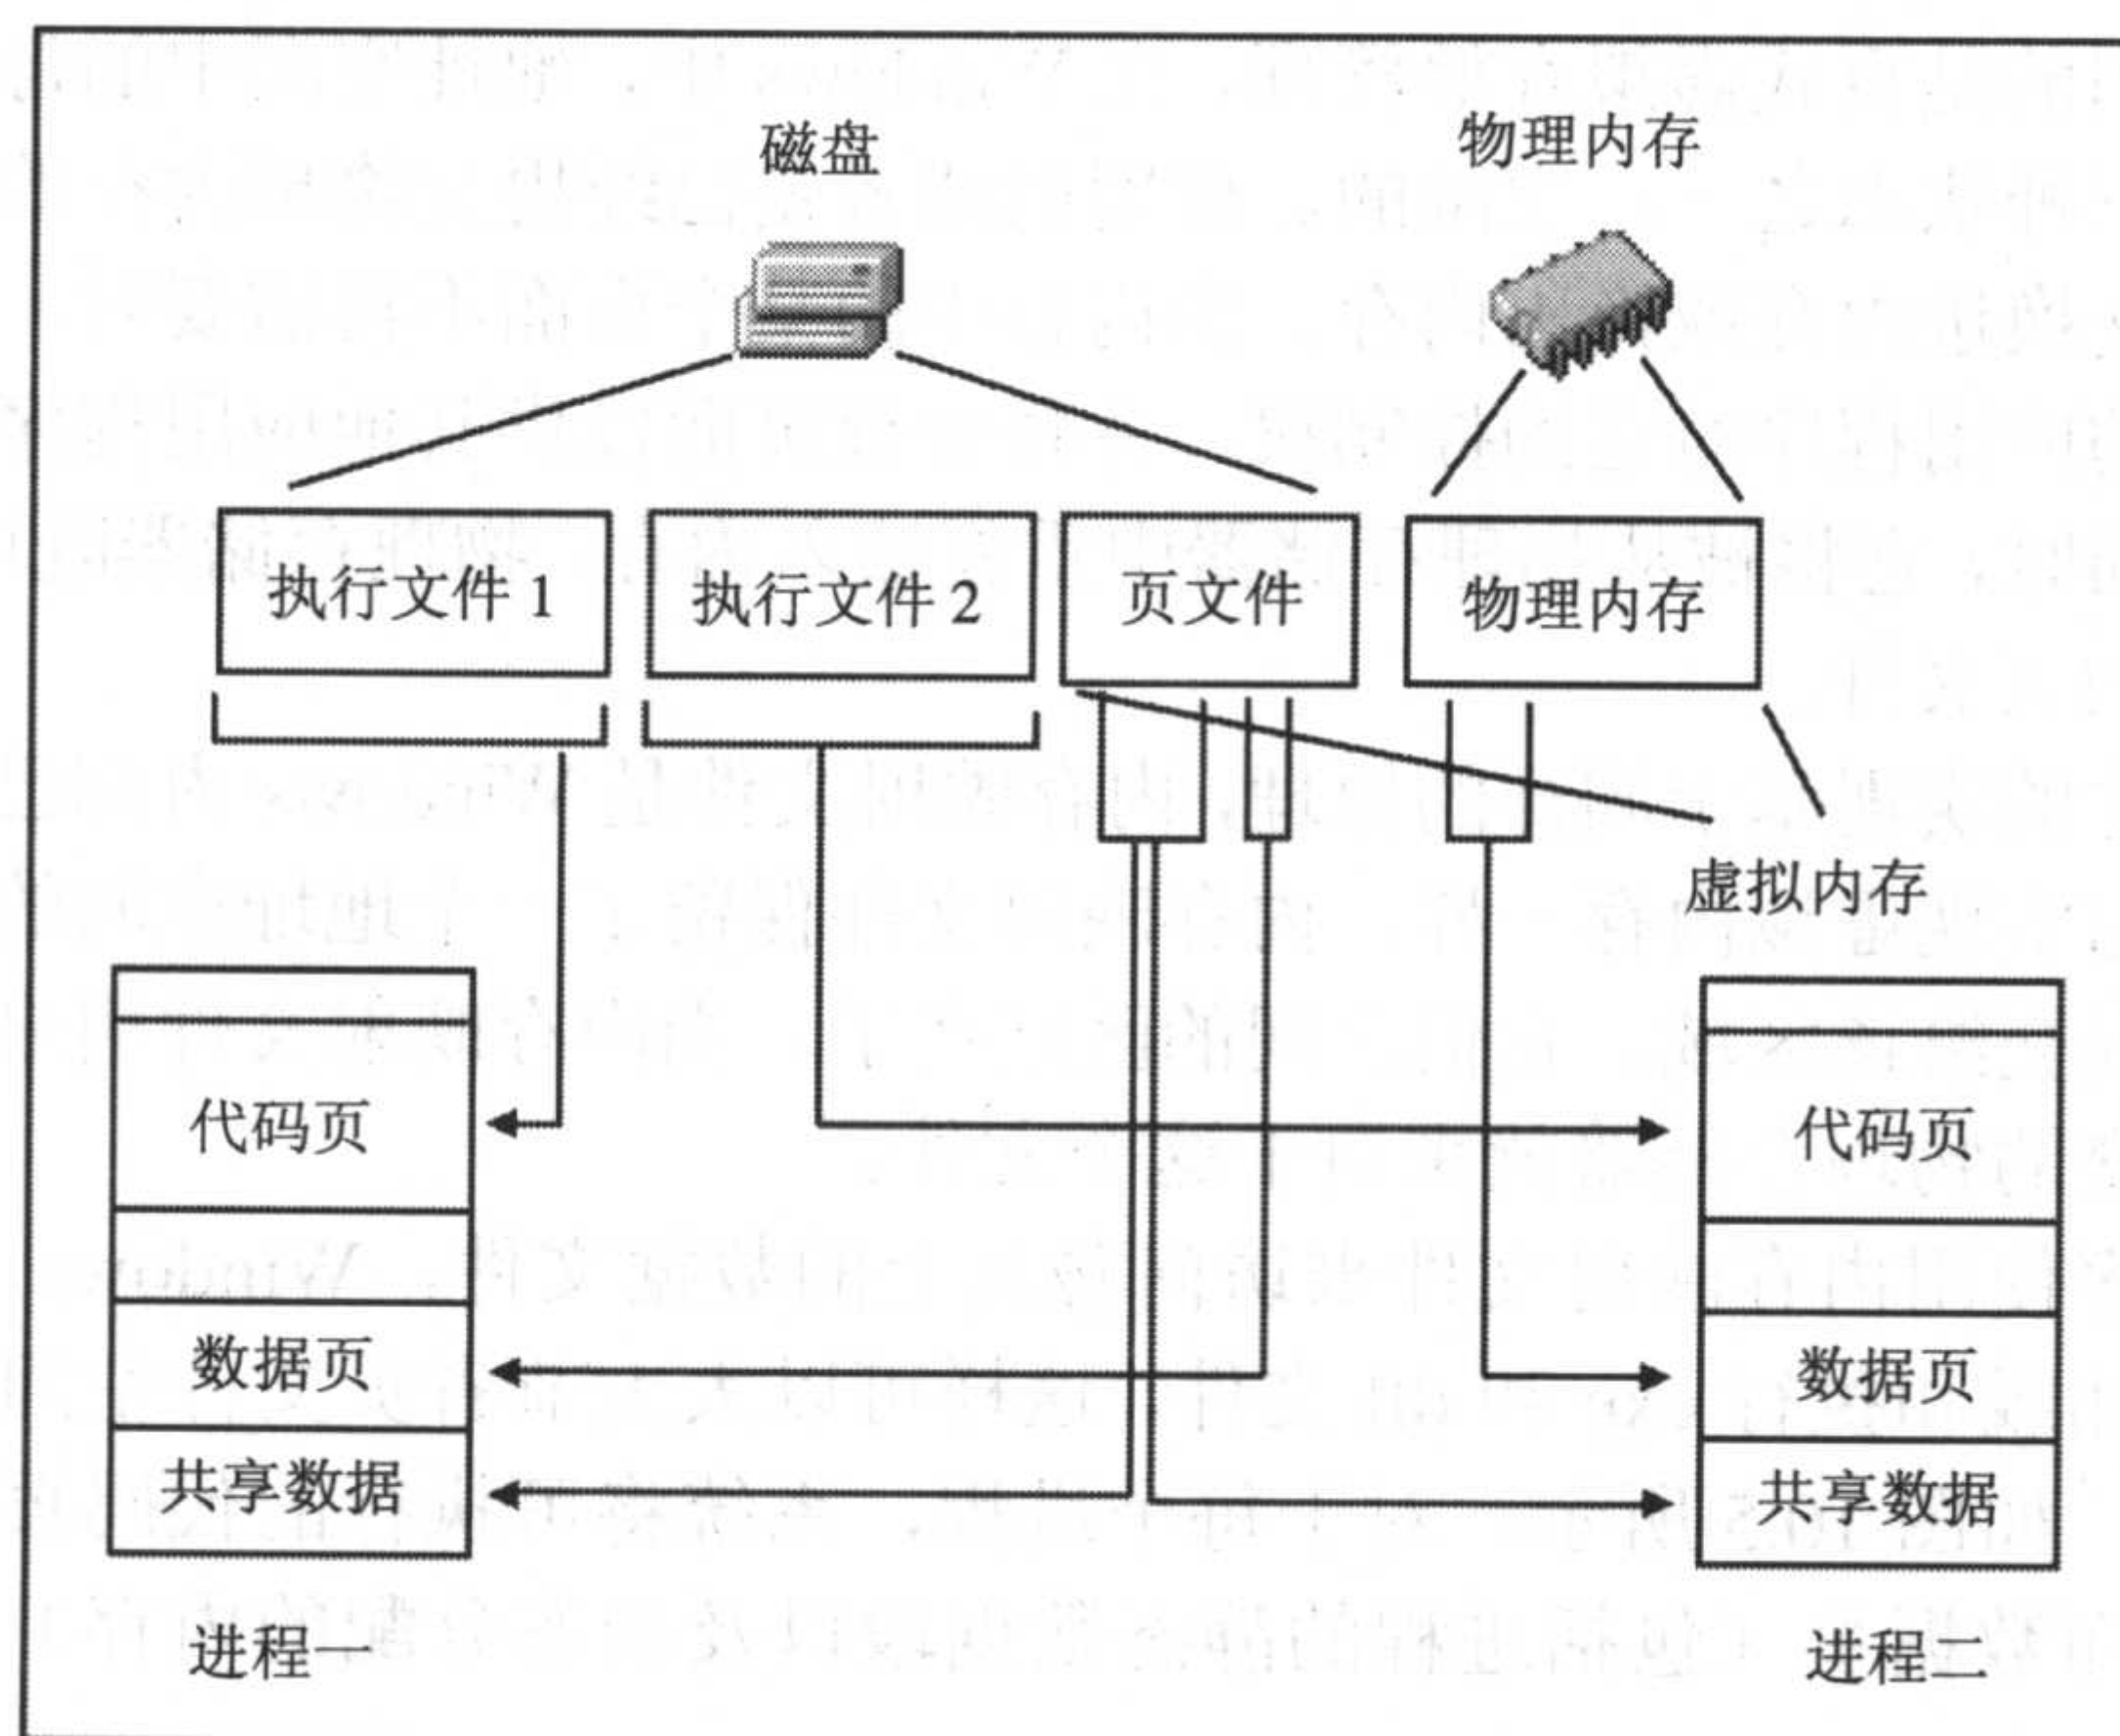 磁盘
物理内存
执行文件 1
执行文件 2
页文件
物理内存
虚拟内存
代码页
数据页
共享数据
进程一
代码页
数据页
共享数据
进程二